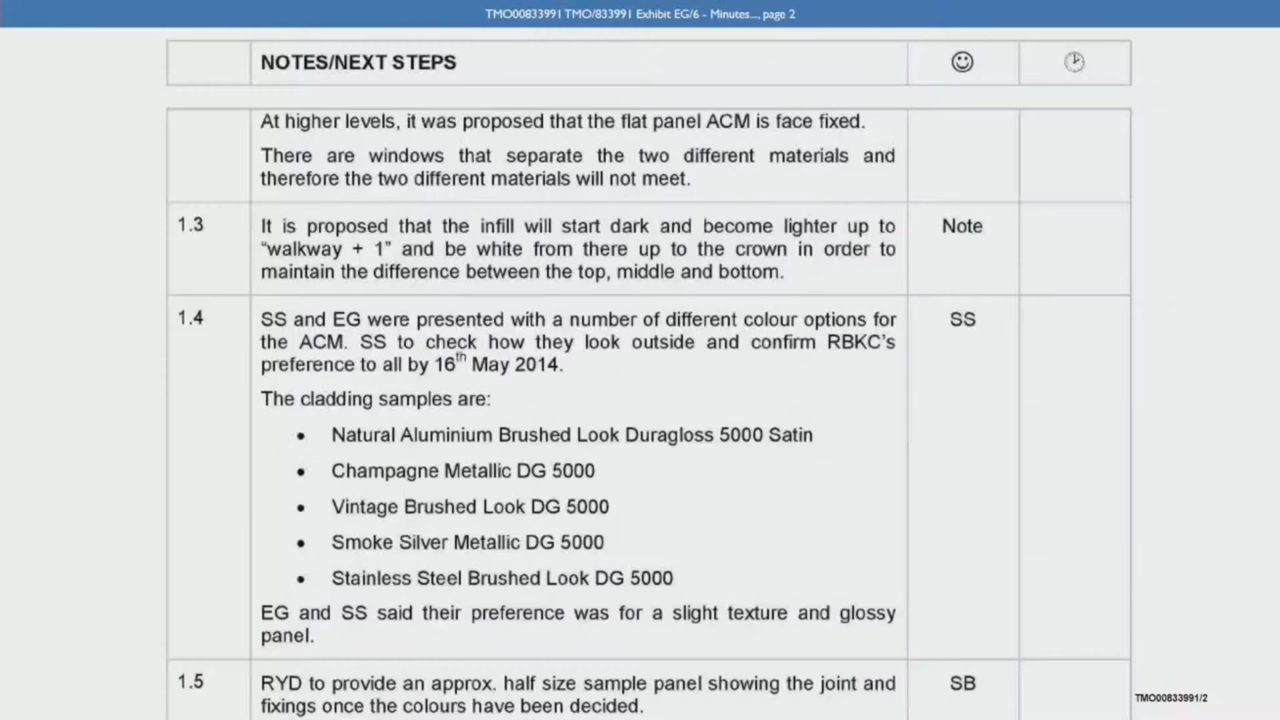 TMO00833991 TMO/833991 Exhibit EG/6 - Minutes..., page 2
NOTES/NEXT STEPS
At higher levels, it was proposed that the flat panel ACM is face fixed.
There are windows that separate the two different materials and
therefore the two different materials will not meet.
1.3
It is proposed that the infill will start dark and become lighter up to
“walkway + 1” and be white from there up to the crown in order to
maintain the difference between the top, middle and bottom.
Note
1.4
SS and EG were presented with a number of different colour options for
the ACM. SS to check how they look outside and confirm RBKC’s
preference to all by 16th May 2014.
SS
The cladding samples are:
• Natural Aluminium Brushed Look Duragloss 5000 Satin
• Champagne Metallic DG 5000
• Vintage Brushed Look DG 5000
• Smoke Silver Metallic DG 5000
• Stainless Steel Brushed Look DG 5000
EG and SS said their preference was for a slight texture and glossy
panel.
1.5
RYD to provide an approx. half size sample panel showing the joint and
fixings once the colours have been decided.
SB
TMO00833991/2